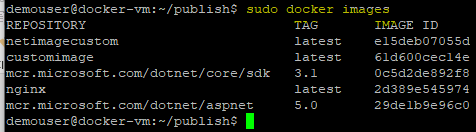 demouser@docker-vm:~/publish$ sudo docker images
REPOSITORY TAG IMAGE ID
netimagecustom latest e15deb07055d
customimage latest 61d600cec14e
mcr.microsoft.com/dotnet/core/sdk 3.1 0c5d2de892f8
nginx latest 2d389e545974
mcr.microsoft.com/dotnet/aspnet 5.0 29de1b9e96c0
demouser@docker-vm:~/publish$